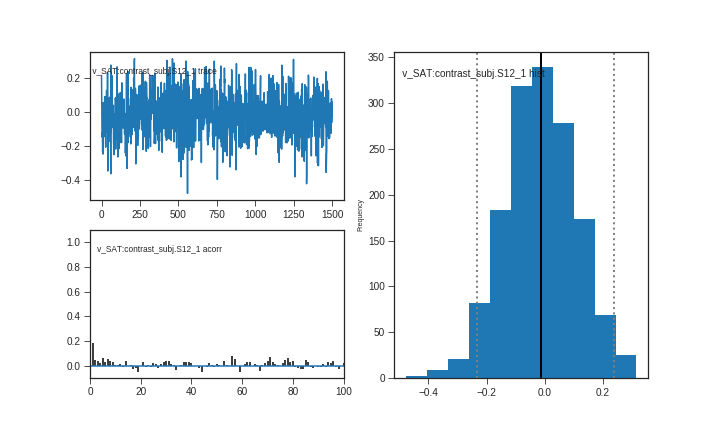 v_SAT:contrast_subj.S12_1 trace
0.2
0.0
−0.2
−0.4
0 250 500 750 1000 1250 1500
v_SAT:contrast_subj.S12_1 acorr
1.0
0.8
0.6
0.4
0.2
0.0
0 20 40 60 80 100
v_SAT:contrast_subj.S12_1 hist
Frequency
350
300
250
200
150
100
50
0
−0.4 −0.2 0.0 0.2